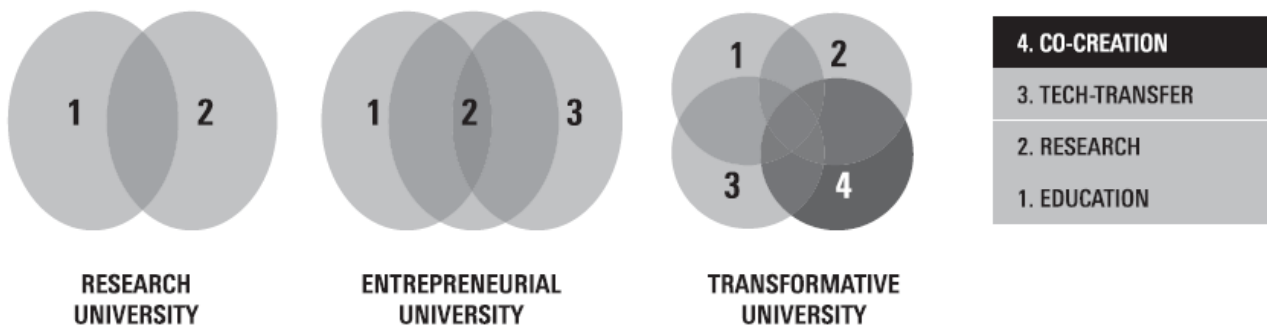 1
2
1
2
3
1
2
3
4
4. CO-CREATION
3. TECH-TRANSFER
2. RESEARCH
1. EDUCATION
RESEARCH
UNIVERSITY
ENTREPRENEURIAL
UNIVERSITY
TRANSFORMATIVE
UNIVERSITY